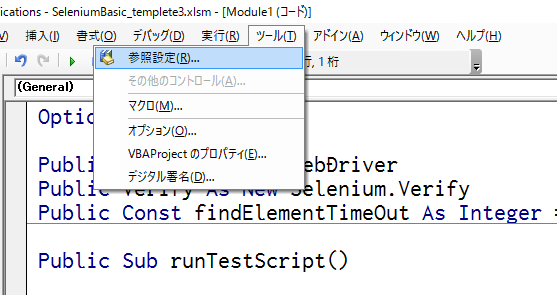 ications - SeleniumBasic_templete3.xlsm - [Module1 (コード)]
(V) 挿入(I) 書式(O) デバッグ(D) 実行(R) ツール(T) アドイン(A) ウィンドウ(W) ヘルプ(H)
行, 1 桁
参照設定(R)...
(General)
その他のコントロール(A)...
マクロ(M)...
オプション(O)...
VBAProject のプロパティ(E)...
デジタル署名(D)...
Optio
Public ebDriver
Public Verify As New Selenium.Verify
Public Const findElementTimeOut As Integer =
Public Sub runTestScript()